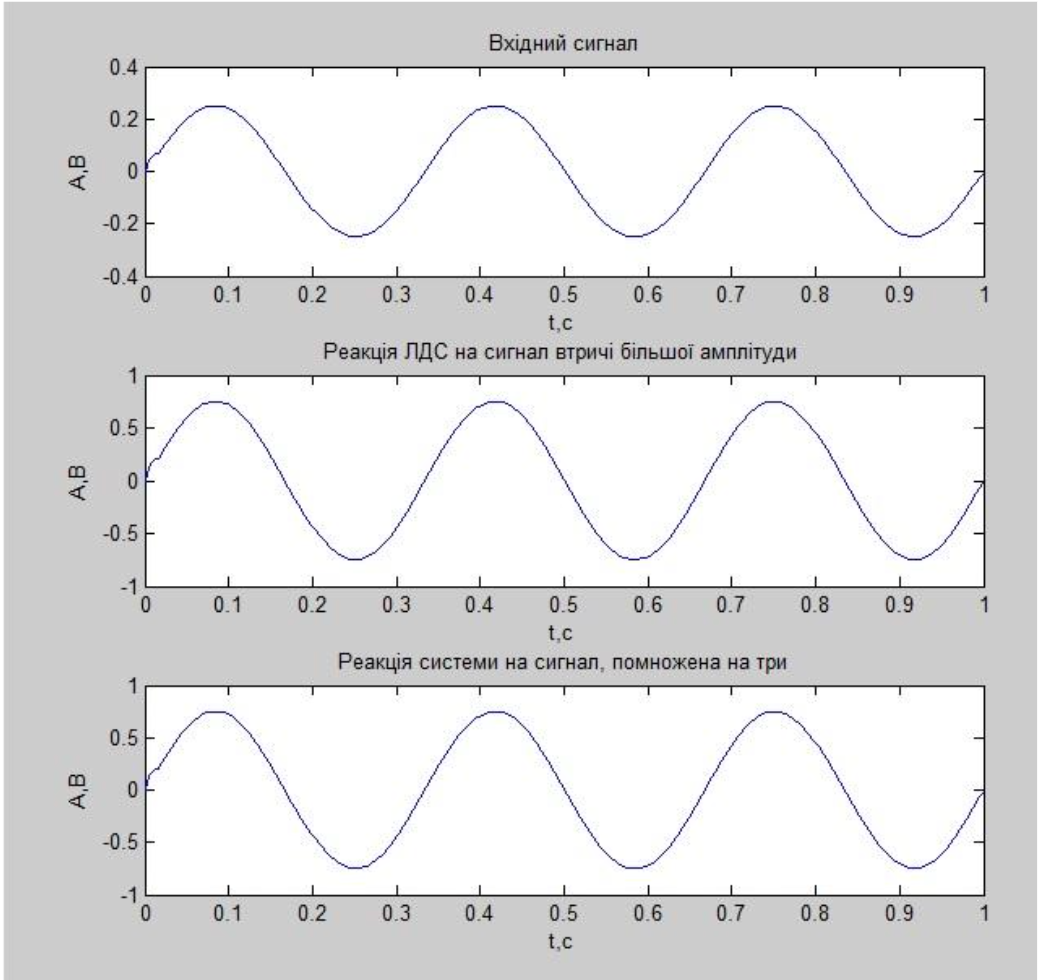 Вхідний сигнал
0.4
0.2
0
-0.2
-0.4
А,В
0 0.1 0.2 0.3 0.4 0.5 0.6 0.7 0.8 0.9 1
t,c
Реакція ЛДС на сигнал втричі більшої амплітуди
1
0.5
0
-0.5
-1
А,В
0 0.1 0.2 0.3 0.4 0.5 0.6 0.7 0.8 0.9 1
t,c
Реакція системи на сигнал, помножена на три
1
0.5
0
-0.5
-1
А,В
0 0.1 0.2 0.3 0.4 0.5 0.6 0.7 0.8 0.9 1
t,c